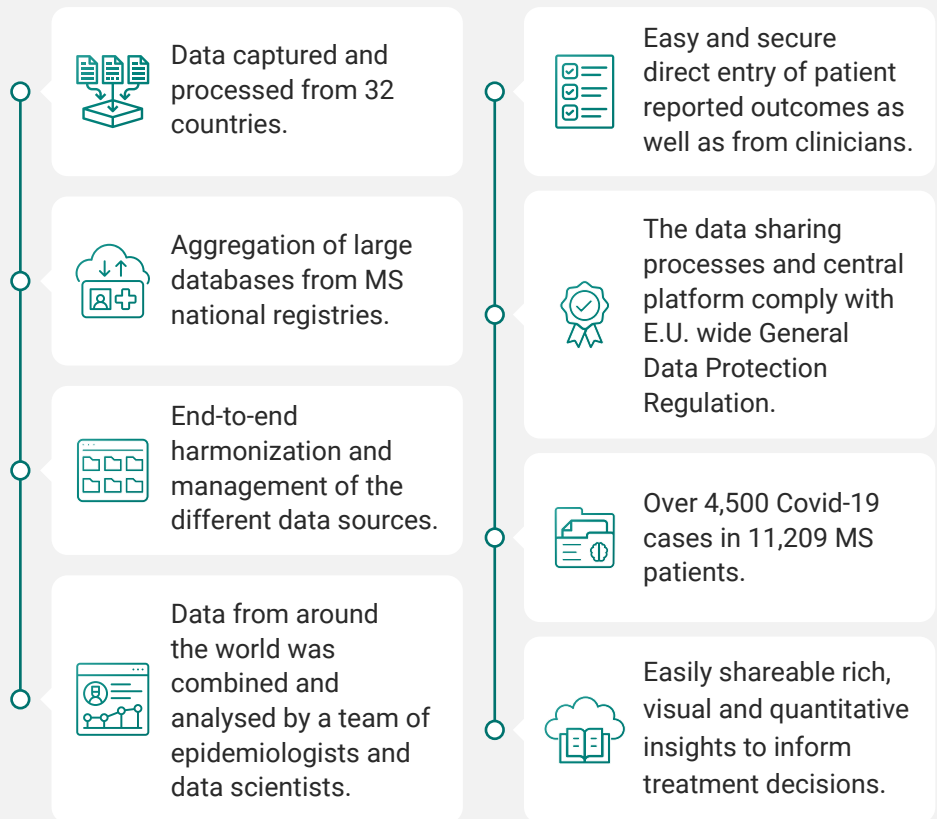 Data captured and
processed from 32
countries.
Aggregation of large
databases from MS
national registries.
End-to-end
harmonization and
management of the
different data sources.
Data from around
the world was
combined and
analysed by a team of
epidemiologists and
data scientists.
Easy and secure
direct entry of patient
reported outcomes as
well as from clinicians.
The data sharing
processes and central
platform comply with
E.U. wide General
Data Protection
Regulation.
Over 4,500 Covid-19
cases in 11,209 MS
patients.
Easily shareable rich,
visual and quantitative
insights to inform
treatment decisions.